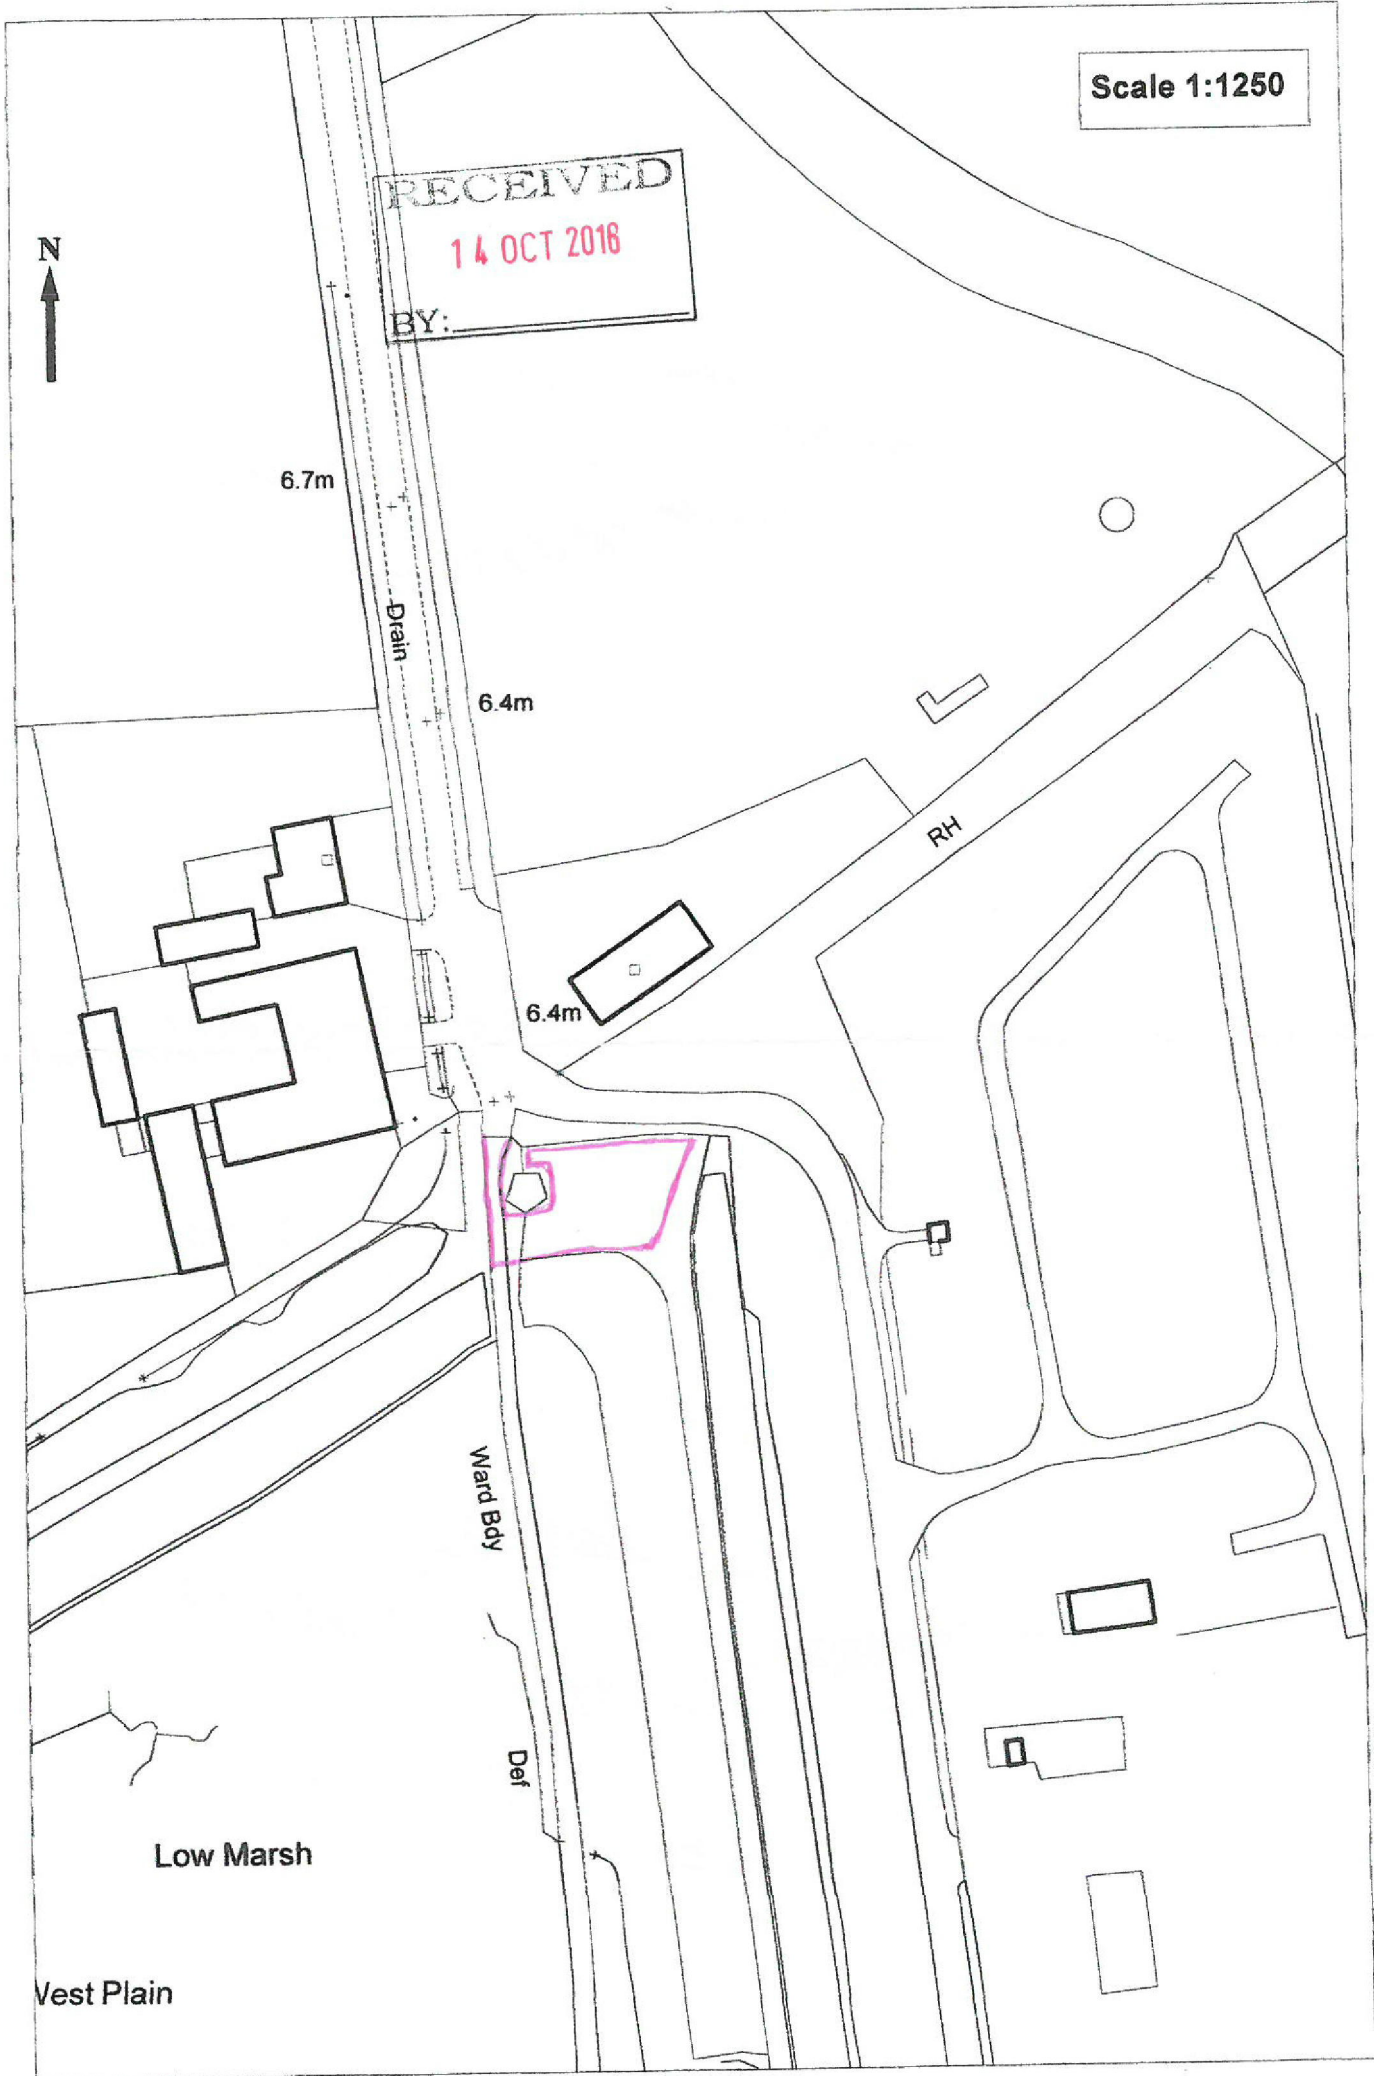 Scale 1:1250
RECEIVED
14 OCT 2016
BY:
N
6.7m
Drain
6.4m
RH
6.4m
Ward Bdy
Def
Low Marsh
West Plain